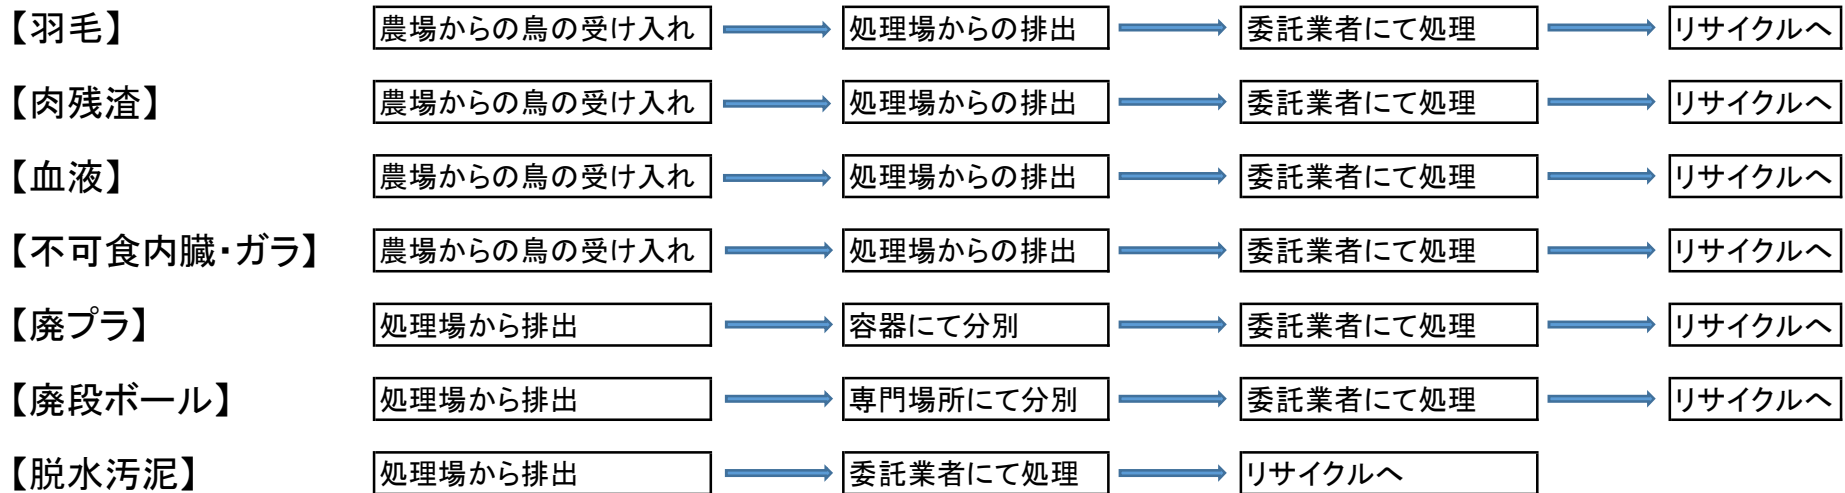 【羽毛】 農場からの鳥の受け入れ 処理場からの排出 委託業者にて処理 リサイクルへ
【肉残渣】 農場からの鳥の受け入れ 処理場からの排出 委託業者にて処理 リサイクルへ
【血液】 農場からの鳥の受け入れ 処理場からの排出 委託業者にて処理 リサイクルへ
【不可食内臓・ガラ】 農場からの鳥の受け入れ 処理場からの排出 委託業者にて処理 リサイクルへ
【廃プラ】 処理場から排出 容器にて分別 委託業者にて処理 リサイクルへ
【廃段ボール】 処理場から排出 専門場所にて分別 委託業者にて処理 リサイクルへ
【脱水汚泥】 処理場から排出 委託業者にて処理 リサイクルへ